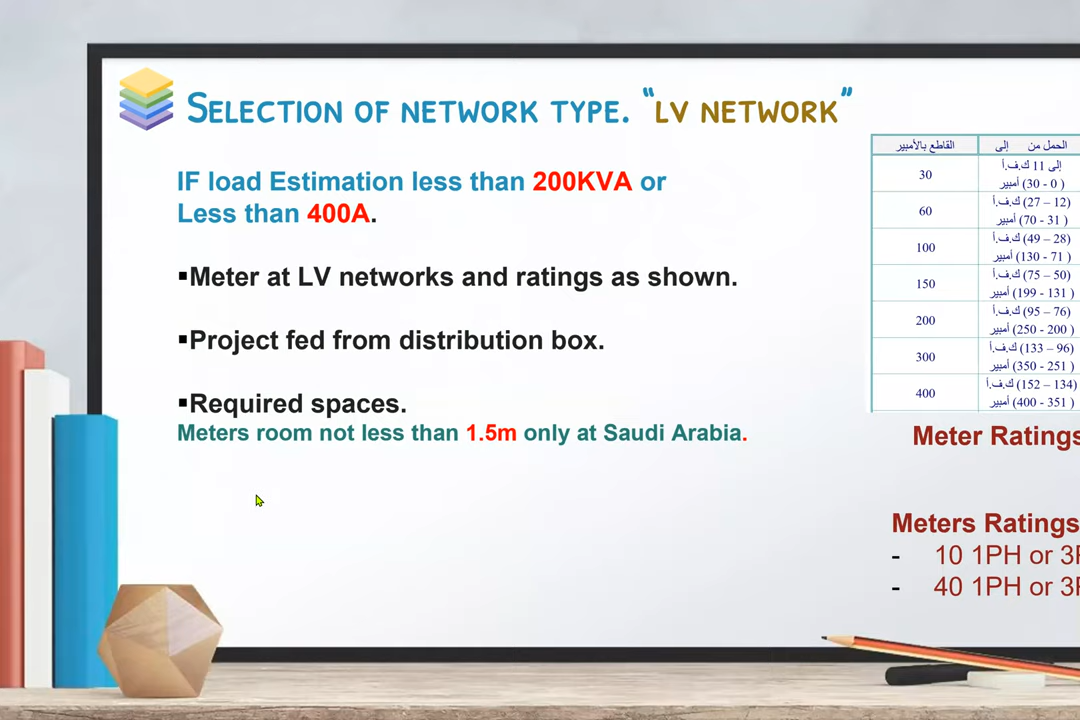 SELECTION OF NETWORK TYPE. "LV NETWORK"
IF load Estimation less than 200KVA or
Less than 400A.
▪Meter at LV networks and ratings as shown.
▪Project fed from distribution box.
▪Required spaces.
Meters room not less than 1.5m only at Saudi Arabia.
الحمل من إلى القاطع بالأمبير
إلى 11 ك.ف.أ
(0 - 30) أمبير
30
(12 – 27) ك.ف.أ
(31 - 70) أمبير
60
(28 – 49) ك.ف.أ
(71 - 130) أمبير
100
(50 – 75) ك.ف.أ
(131 - 199) أمبير
150
(76 – 95) ك.ف.أ
(200 - 250) أمبير
200
(96 – 133) ك.ف.أ
(251 - 350) أمبير
300
(134 – 152) ك.ف.أ
(351 - 400) أمبير
400
Meter Ratings
Meters Ratings
- 10 1PH or
- 40 1PH or